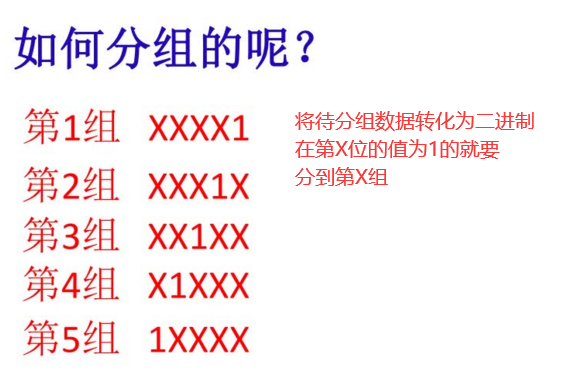 如何分组的呢？
第1组 XXXX1
将待分组数据转化为二进制
在第X位的值为1的就要
分到第X组
第2组 XXX1X
第3组 XX1XX
第4组 X1XXX
第5组 1XXXX